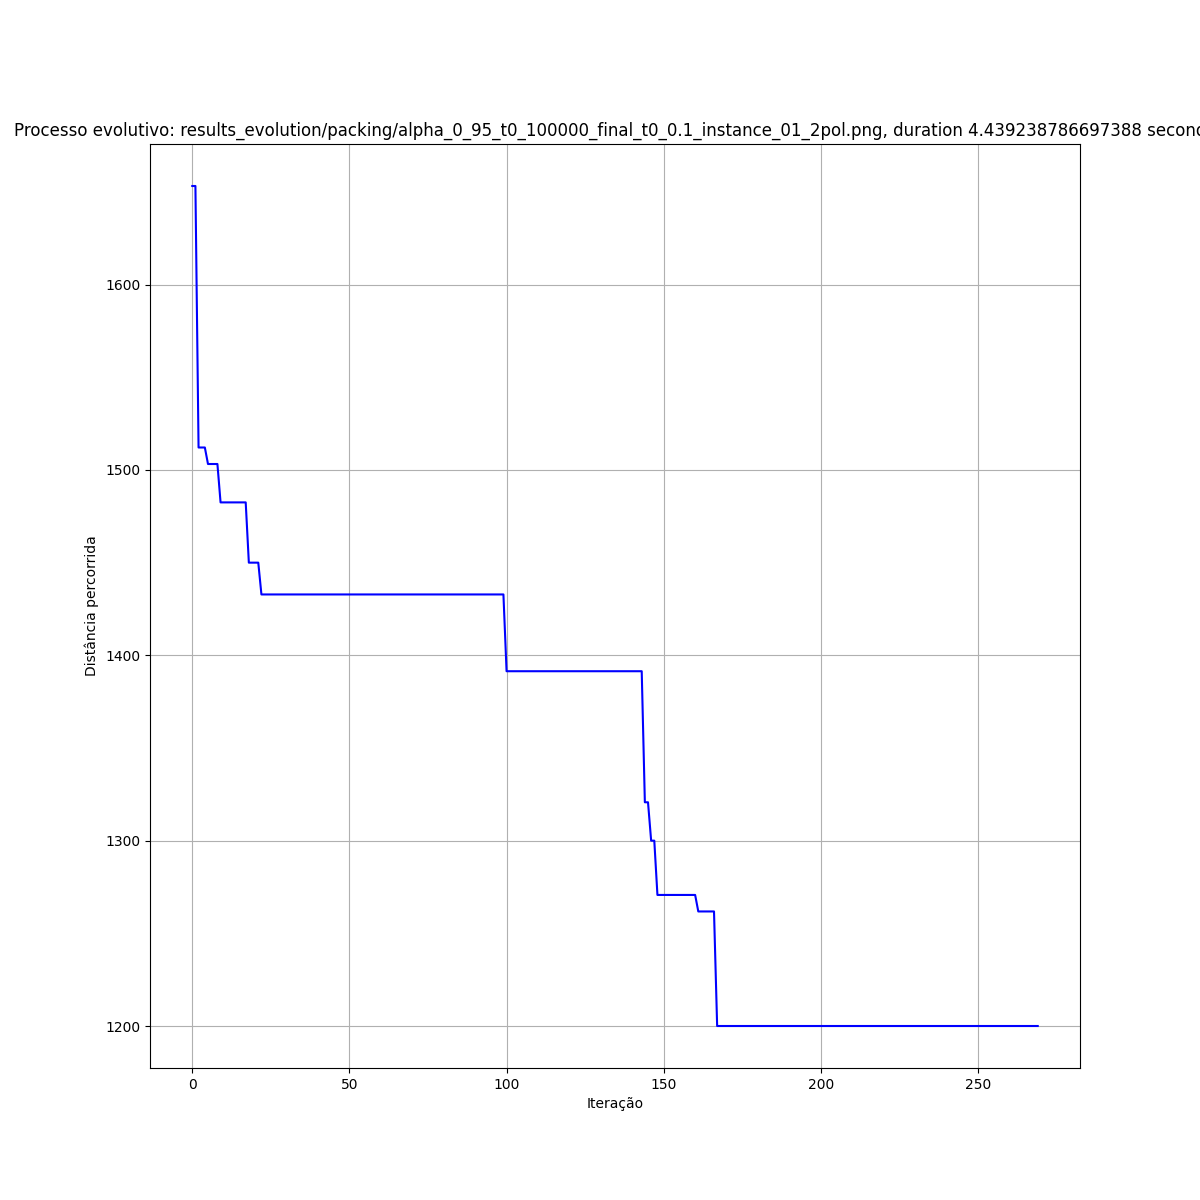 Processo evolutivo: results_evolution/packing/alpha_0_95_t0_100000_final_t0_0.1_instance_01_2pol.png, duration 4.439238786697388 secon
1600
1500
1400
1300
1200
Distância percorrida
0 50 100 150 200 250
Iteração